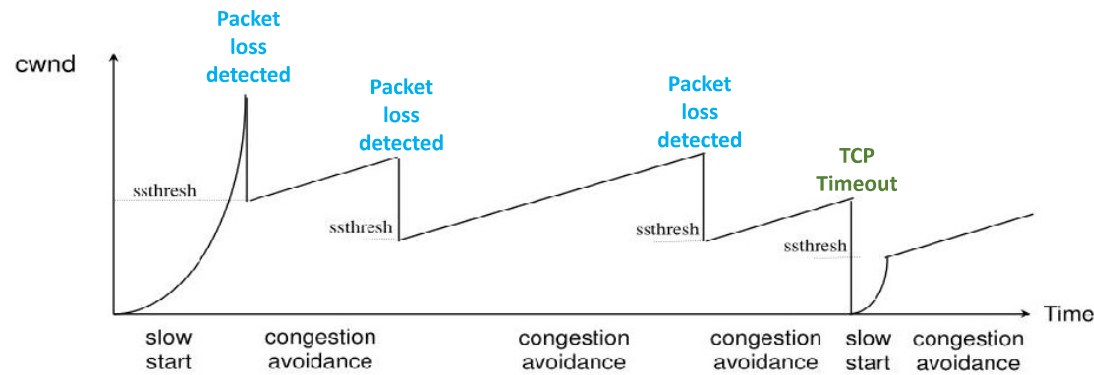 Packet
loss
detected
cwnd
Packet
loss
detected
Packet
loss
detected
TCP
Timeout
ssthresh
ssthresh
ssthresh
ssthresh
Time
slow
start
congestion
avoidance
congestion
avoidance
congestion
avoidance
slow
start
congestion
avoidance